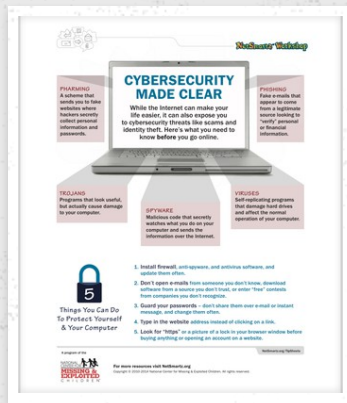 NetSmartz Workshop
CYBERSECURITY
MADE CLEAR
While the Internet can make your
life easier, it can also expose you
to cybersecurity threats like scams and
identity theft. Here's what you need to
know before you go online.
PHARMING
A scheme that
sends you to fake
websites where
hackers secretly
collect personal
information and
passwords.
PHISHING
Fake e-mails that
appear to come
from a legitimate
source looking to
"verify" personal
or financial
information.
TROJANS
Programs that look useful,
but actually cause damage
to your computer.
SPYWARE
Malicious code that secretly
watches what you do on
your computer and sends the
information over the Internet.
VIRUSES
Self-replicating programs
that damage hard drives
and affect the normal
operation of your computer.
5
Things You Can Do
To Protect Yourself
& Your Computer
1. Install firewall, anti-spyware, and antivirus software, and
update them often.
2. Don't open e-mails from someone you don't know, download
software from a source you don't trust, or enter "free" contests
from companies you don't recognize.
3. Guard your passwords – don't share them over e-mail or instant
message, and change them often.
4. Type in the website address instead of clicking on a link.
5. Look for "https" or a picture of a lock in your browser window before
buying anything or opening an account on a website.
A program of the
NATIONAL
CENTER FOR
MISSING &
EXPLOITED
CHILDREN
For more resources visit NetSmartz.org